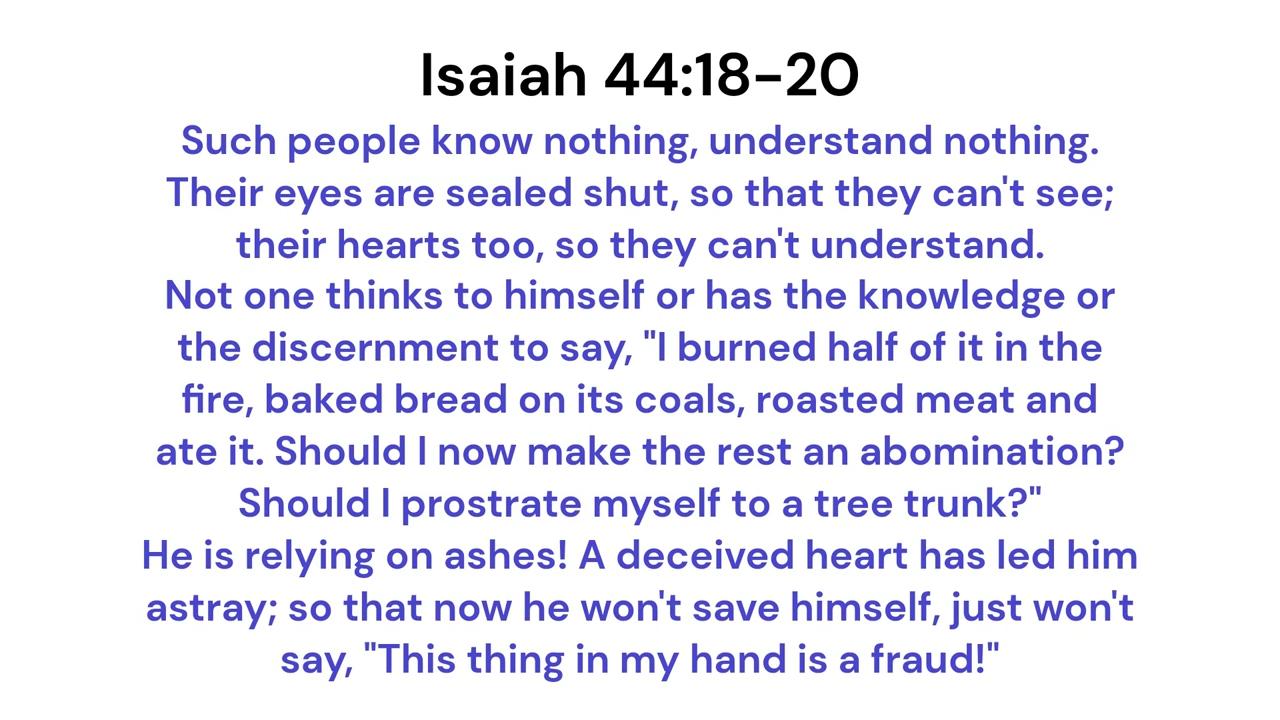 Isaiah 44:18-20
Such people know nothing, understand nothing.
Their eyes are sealed shut, so that they can't see;
their hearts too, so they can't understand.
Not one thinks to himself or has the knowledge or
the discernment to say, "I burned half of it in the
fire, baked bread on its coals, roasted meat and
ate it. Should I now make the rest an abomination?
Should I prostrate myself to a tree trunk?"
He is relying on ashes! A deceived heart has led him
astray; so that now he won't save himself, just won't
say, "This thing in my hand is a fraud!"